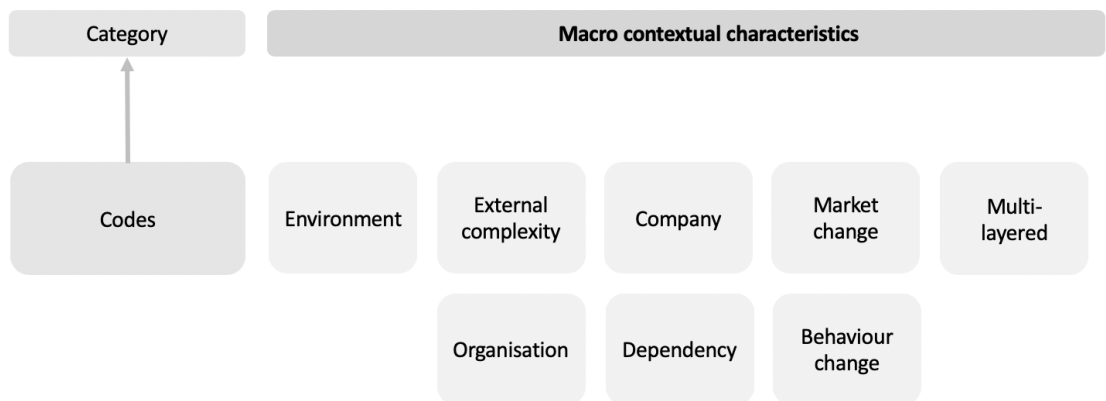 Category
Macro contextual characteristics
Codes
Environment
External
complexity
Company
Market
change
Multi-
layered
Organisation
Dependency
Behaviour
change